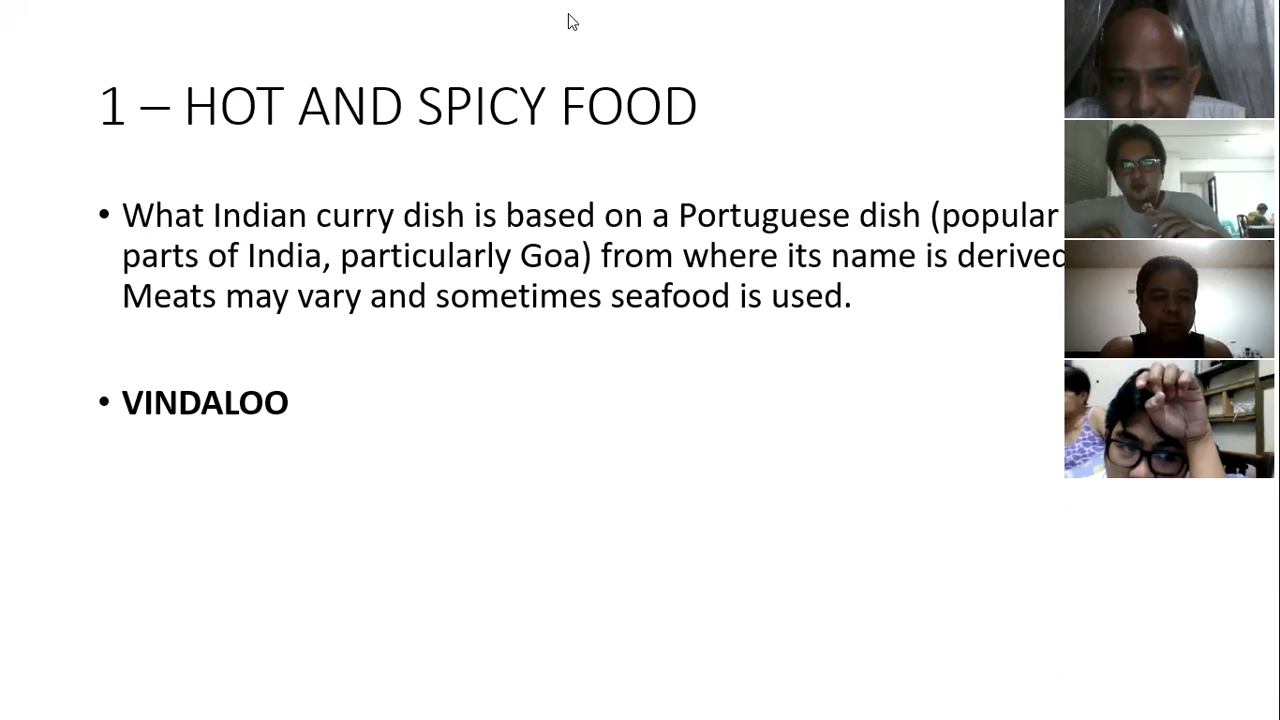 1 – HOT AND SPICY FOOD
• What Indian curry dish is based on a Portuguese dish (popular
parts of India, particularly Goa) from where its name is derived
Meats may vary and sometimes seafood is used.
• VINDALOO